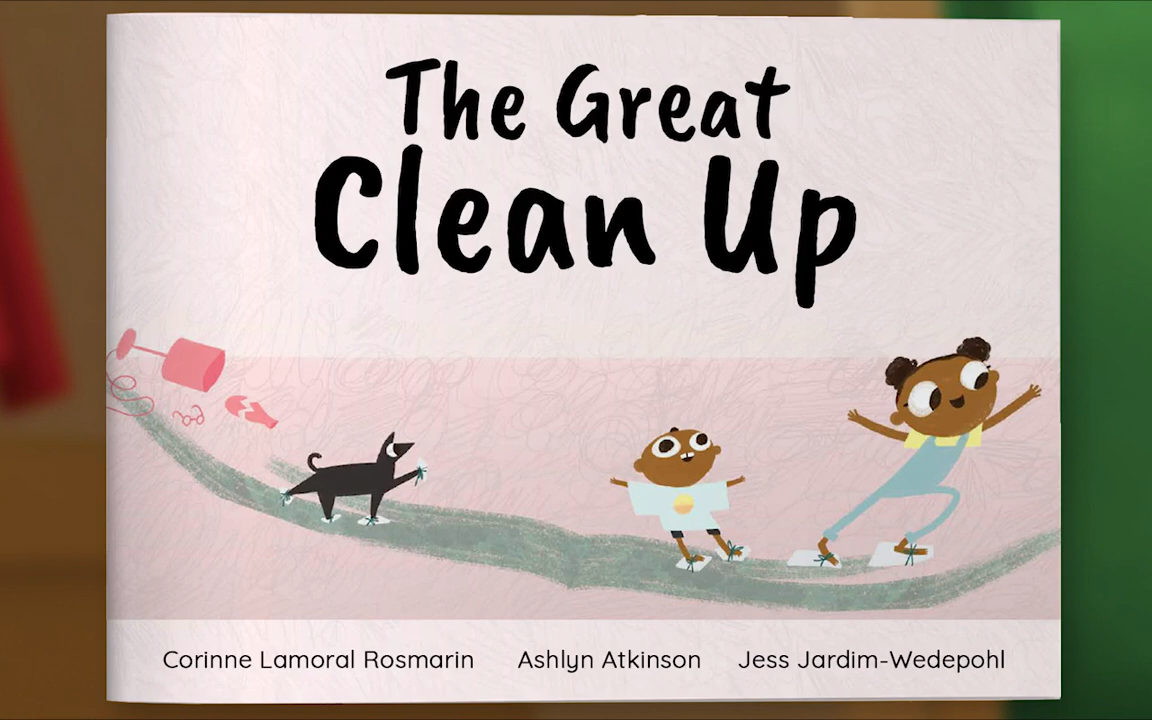 The Great
Clean Up
Corinne Lamoral Rosmarin Ashlyn Atkinson Jess Jardim-Wedepohl